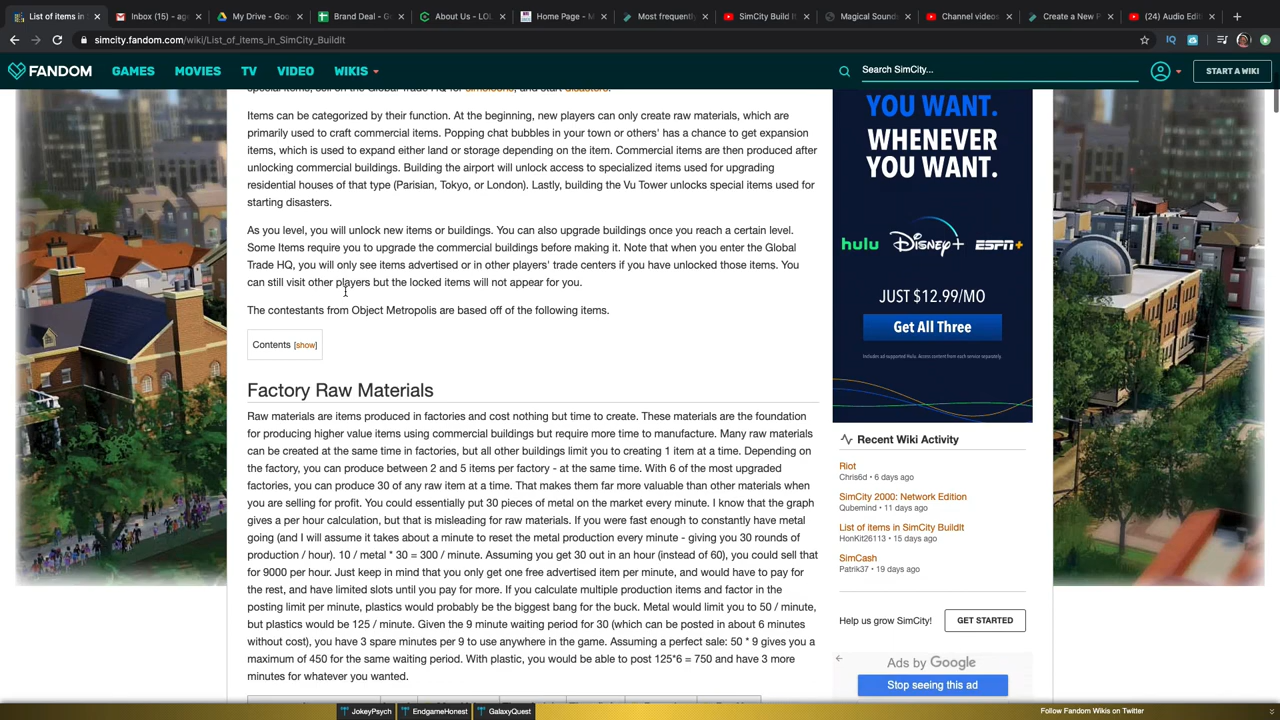 List of items in
Inbox (15) - ag
My Drive - Goo
Brand Deal - G
About Us - LOL
Home Page - M
Most frequently
SimCity Build It
Magical Sound
Channel videos
Create a New P
(24) Audio Edit
simcity.fandom.com/wiki/List_of_items_in_SimCity_BuildIt
FANDOM
GAMES
MOVIES
TV
VIDEO
WIKIS
Search SimCity...
START A WIKI
special items, sell on the Global Trade HQ for simoleons, and start disasters.
Items can be categorized by their function. At the beginning, new players can only create raw materials, which are
primarily used to craft commercial items. Popping chat bubbles in your town or others' has a chance to get expansion
items, which is used to expand either land or storage depending on the item. Commercial items are then produced after
unlocking commercial buildings. Building the airport will unlock access to specialized items used for upgrading
residential houses of that type (Parisian, Tokyo, or London). Lastly, building the Vu Tower unlocks special items used for
starting disasters.
As you level, you will unlock new items or buildings. You can also upgrade buildings once you reach a certain level.
Some Items require you to upgrade the commercial buildings before making it. Note that when you enter the Global
Trade HQ, you will only see items advertised or in other players' trade centers if you have unlocked those items. You
can still visit other players but the locked items will not appear for you.
The contestants from Object Metropolis are based off of the following items.
Contents [show]
Factory Raw Materials
Raw materials are items produced in factories and cost nothing but time to create. These materials are the foundation
for producing higher value items using commercial buildings but require more time to manufacture. Many raw materials
can be created at the same time in factories, but all other buildings limit you to creating 1 item at a time. Depending on
the factory, you can produce between 2 and 5 items per factory - at the same time. With 6 of the most upgraded
factories, you can produce 30 of any raw item at a time. That makes them far more valuable than other materials when
you are selling for profit. You could essentially put 30 pieces of metal on the market every minute. I know that the graph
gives a per hour calculation, but that is misleading for raw materials. If you were fast enough to constantly have metal
going (and I will assume it takes about a minute to reset the metal production every minute - giving you 30 rounds of
production / hour). 10 / metal * 30 = 300 / minute. Assuming you get 30 out in an hour (instead of 60), you could sell that
for 9000 per hour. Just keep in mind that you only get one free advertised item per minute, and would have to pay for
the rest, and have limited slots until you pay for more. If you calculate multiple production items and factor in the
posting limit per minute, plastics would probably be the biggest bang for the buck. Metal would limit you to 50 / minute,
but plastics would be 125 / minute. Given the 9 minute waiting period for 30 (which can be posted in about 6 minutes
without cost), you have 3 spare minutes per 9 to use anywhere in the game. Assuming a perfect sale: 50 * 9 gives you a
maximum of 450 for the same waiting period. With plastic, you would be able to post 125*6 = 750 and have 3 more
minutes for whatever you wanted.
YOU WANT.
WHENEVER
YOU WANT.
hulu Disney+ ESPN+
JUST $12.99/MO
Get All Three
Includes ad supported Hulu. Access content from each service separately.
Recent Wiki Activity
Riot
Chris6d • 6 days ago
SimCity 2000: Network Edition
Qubemind • 11 days ago
List of items in SimCity BuildIt
HonKit26113 • 15 days ago
SimCash
Patrik37 • 19 days ago
Help us grow SimCity!
GET STARTED
Ads by Google
Stop seeing this ad
JokeyPsych
EndgameHonest
GalaxyQuest
Follow Fandom Wikis on Twitter